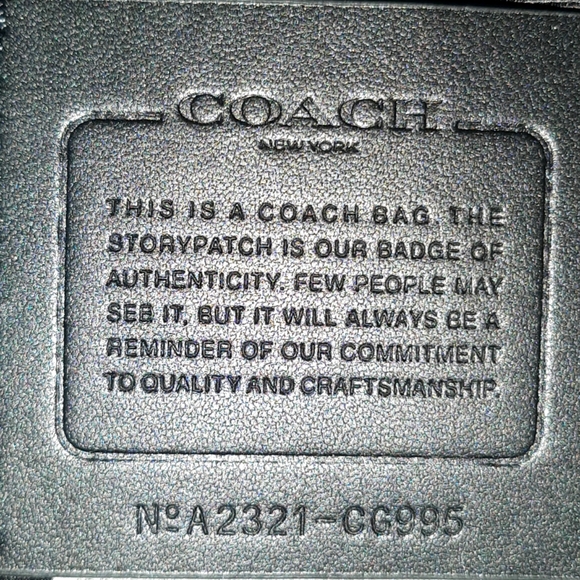 COACH
NEW YORK
THIS IS A COACH BAG. THE
STORYPATCH IS OUR BADGE OF
AUTHENTICITY. FEW PEOPLE MAY
SEE IT, BUT IT WILL ALWAYS BE A
REMINDER OF OUR COMMITMENT
TO QUALITY AND CRAFTSMANSHIP.
NºA2321-CG995